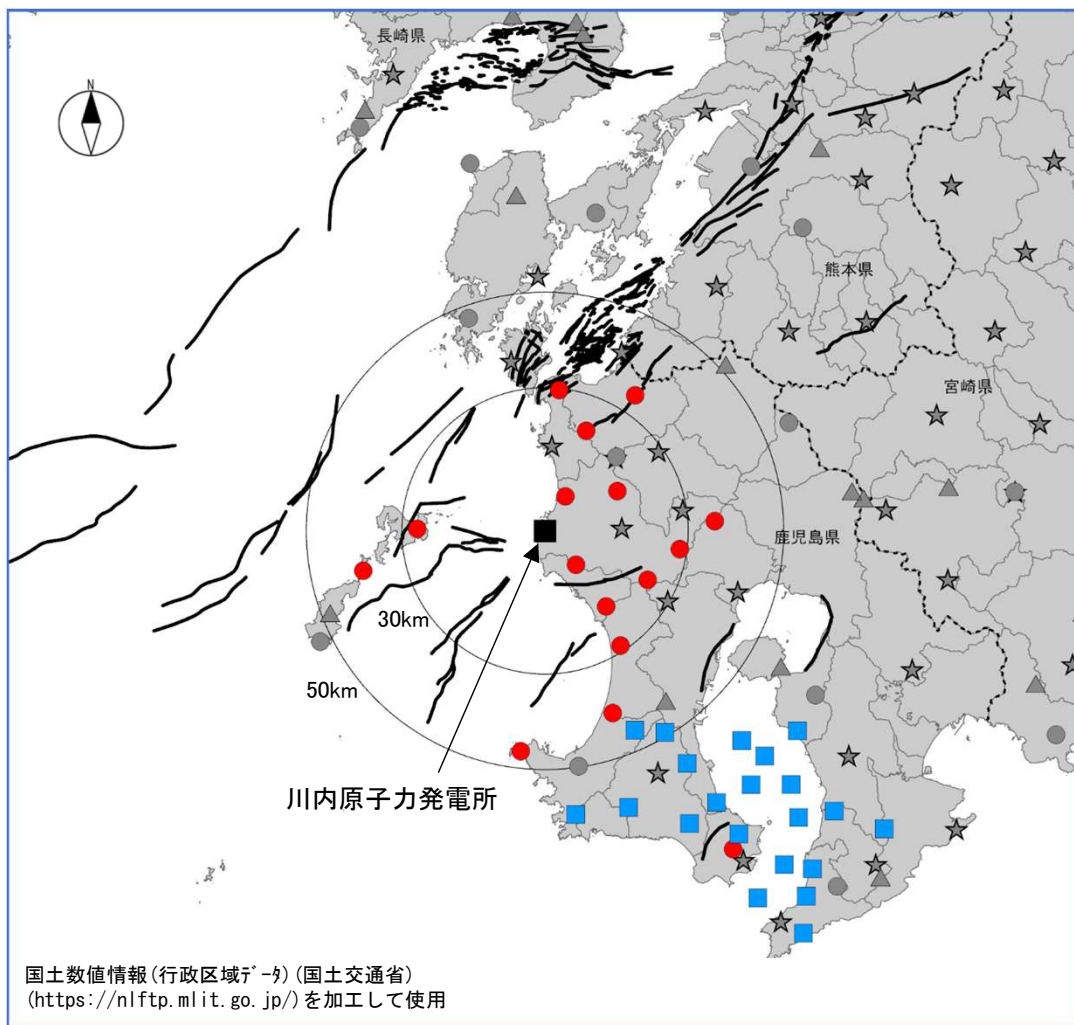 長崎県
N
熊本県
宮崎県
鹿児島県
30km
50km
川内原子力発電所
国土数値情報(行政区域ﾃﾞｰﾀ)(国土交通省)
(https://nlftp.mlit.go.jp/)を加工して使用